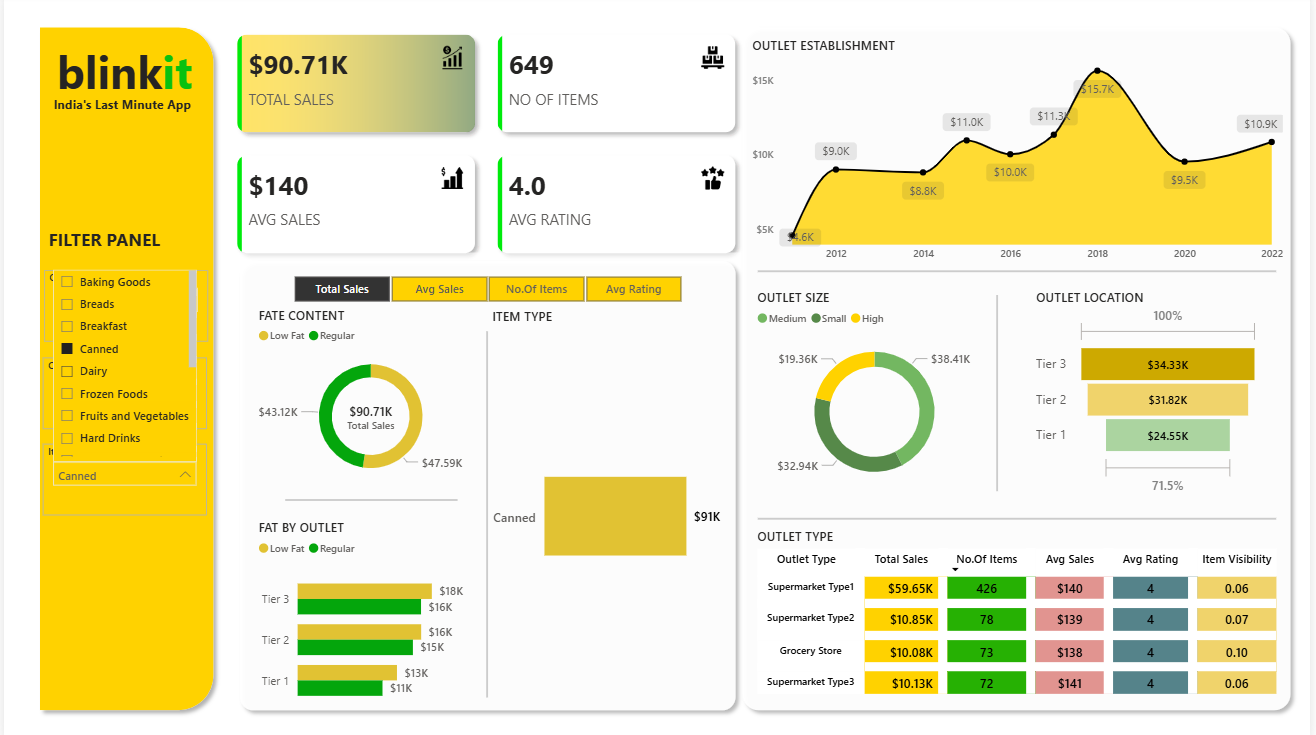 blinkit
India's Last Minute App
FILTER PANEL
Baking Goods
Breads
Breakfast
Canned
Dairy
Frozen Foods
Fruits and Vegetables
Hard Drinks
Canned
$90.71K
TOTAL SALES
649
NO OF ITEMS
$140
AVG SALES
4.0
AVG RATING
Total Sales Avg Sales No.Of Items Avg Rating
FATE CONTENT
Low Fat Regular
$43.12K
$90.71K
Total Sales
$47.59K
FAT BY OUTLET
Low Fat Regular
Tier 3 $18K
$16K
Tier 2 $16K
$15K
Tier 1 $13K
$11K
ITEM TYPE
Canned $91K
OUTLET ESTABLISHMENT
$15K
$10K
$5K
$9.0K
$8.8K
$11.0K
$10.0K
$11.3K
$15.7K
$9.5K
$10.9K
2012 2014 2016 2018 2020 2022
OUTLET SIZE
Medium Small High
$19.36K
$38.41K
$32.94K
OUTLET LOCATION
100%
Tier 3 $34.33K
Tier 2 $31.82K
Tier 1 $24.55K
71.5%
OUTLET TYPE
Outlet Type Total Sales No.Of Items Avg Sales Avg Rating Item Visibility
Supermarket Type1 $59.65K 426 $140 4 0.06
Supermarket Type2 $10.85K 78 $139 4 0.07
Grocery Store $10.08K 73 $138 4 0.10
Supermarket Type3 $10.13K 72 $141 4 0.06